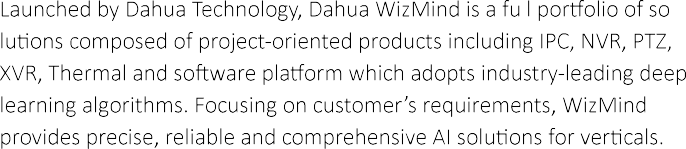 Launched by Dahua Technology, Dahua WizMind is a fu l portfolio of so
lutions composed of project-oriented products including IPC, NVR, PTZ,
XVR, Thermal and software platform which adopts industry-leading deep
learning algorithms. Focusing on customer’s requirements, WizMind
provides precise, reliable and comprehensive AI solutions for verticals.